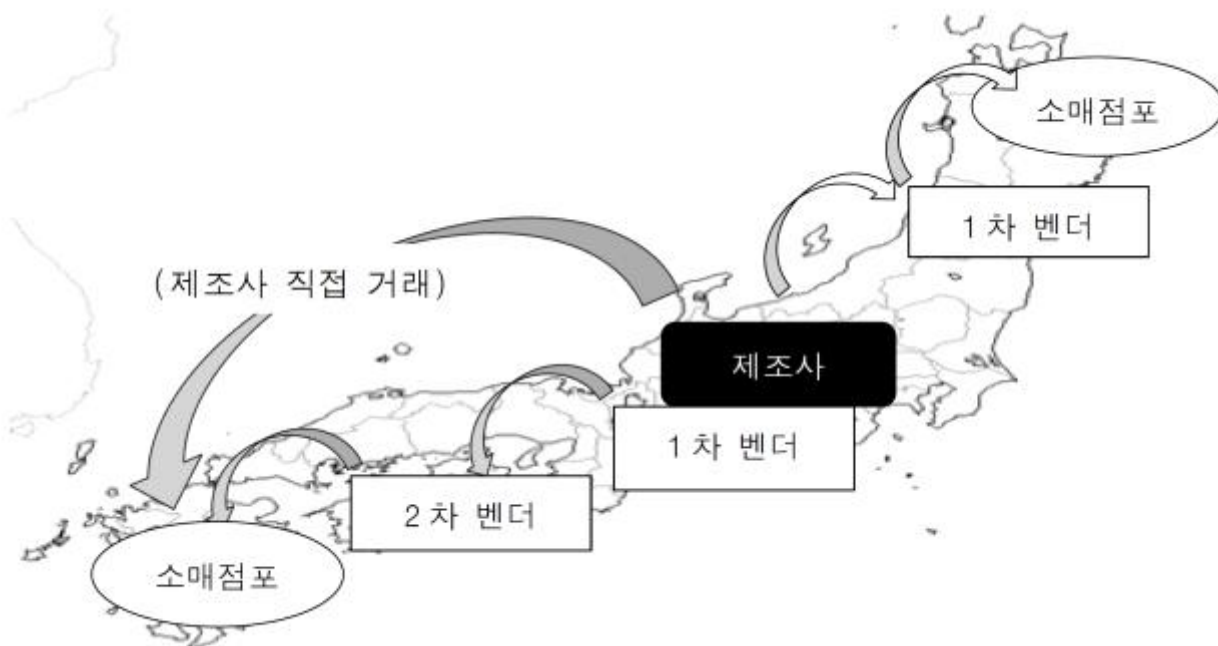 소매점포
1차 벤더
(제조사 직접 거래)
제조사
1차 벤더
2차 벤더
소매점포